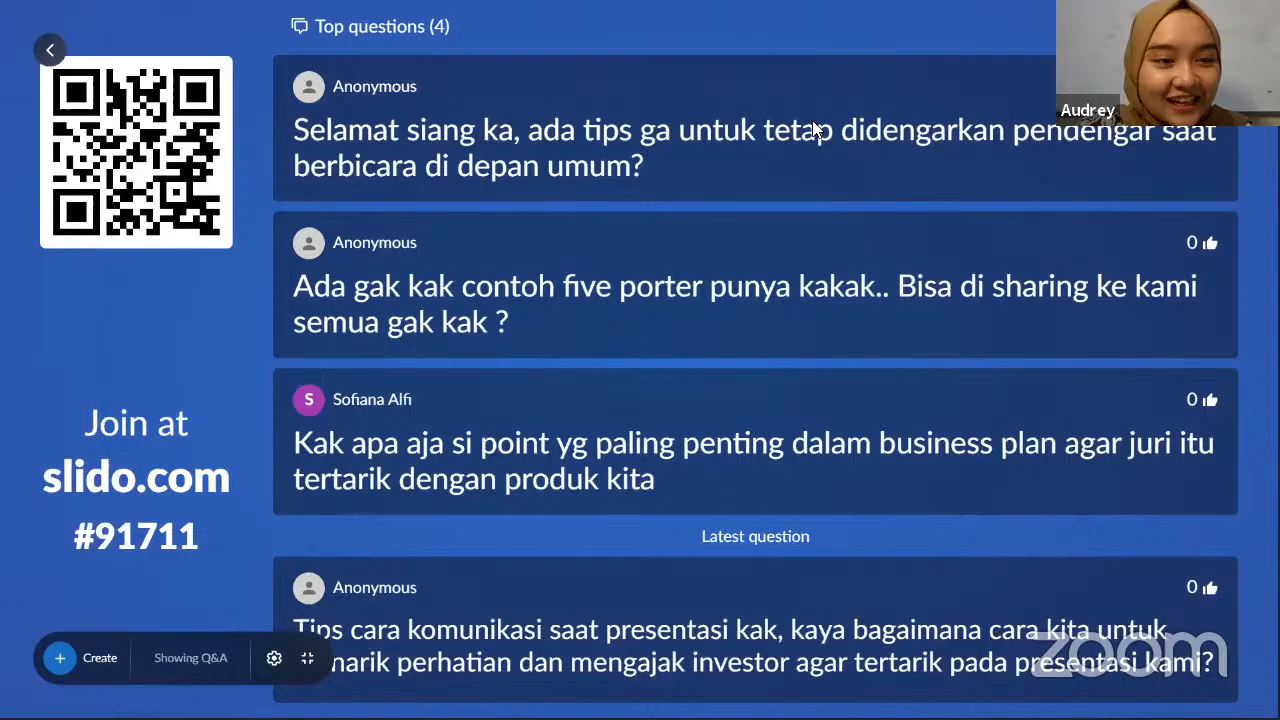 Top questions (4)
Audrey
Anonymous
Selamat siang ka, ada tips ga untuk tetap didengarkan pendengar saat
berbicara di depan umum?
Anonymous
0
Ada gak kak contoh five porter punya kakak.. Bisa di sharing ke kami
semua gak kak ?
S
Sofiana Alfi
0
Kak apa aja si point yg paling penting dalam business plan agar juri itu
tertarik dengan produk kita
Join at
slido.com
#91711
Latest question
Anonymous
0
Tips cara komunikasi saat presentasi kak, kaya bagaimana cara kita untuk
perhatian dan mengajak investor agar tertarik pada presentasi kami?
+ Create
Showing Q&A
zoom